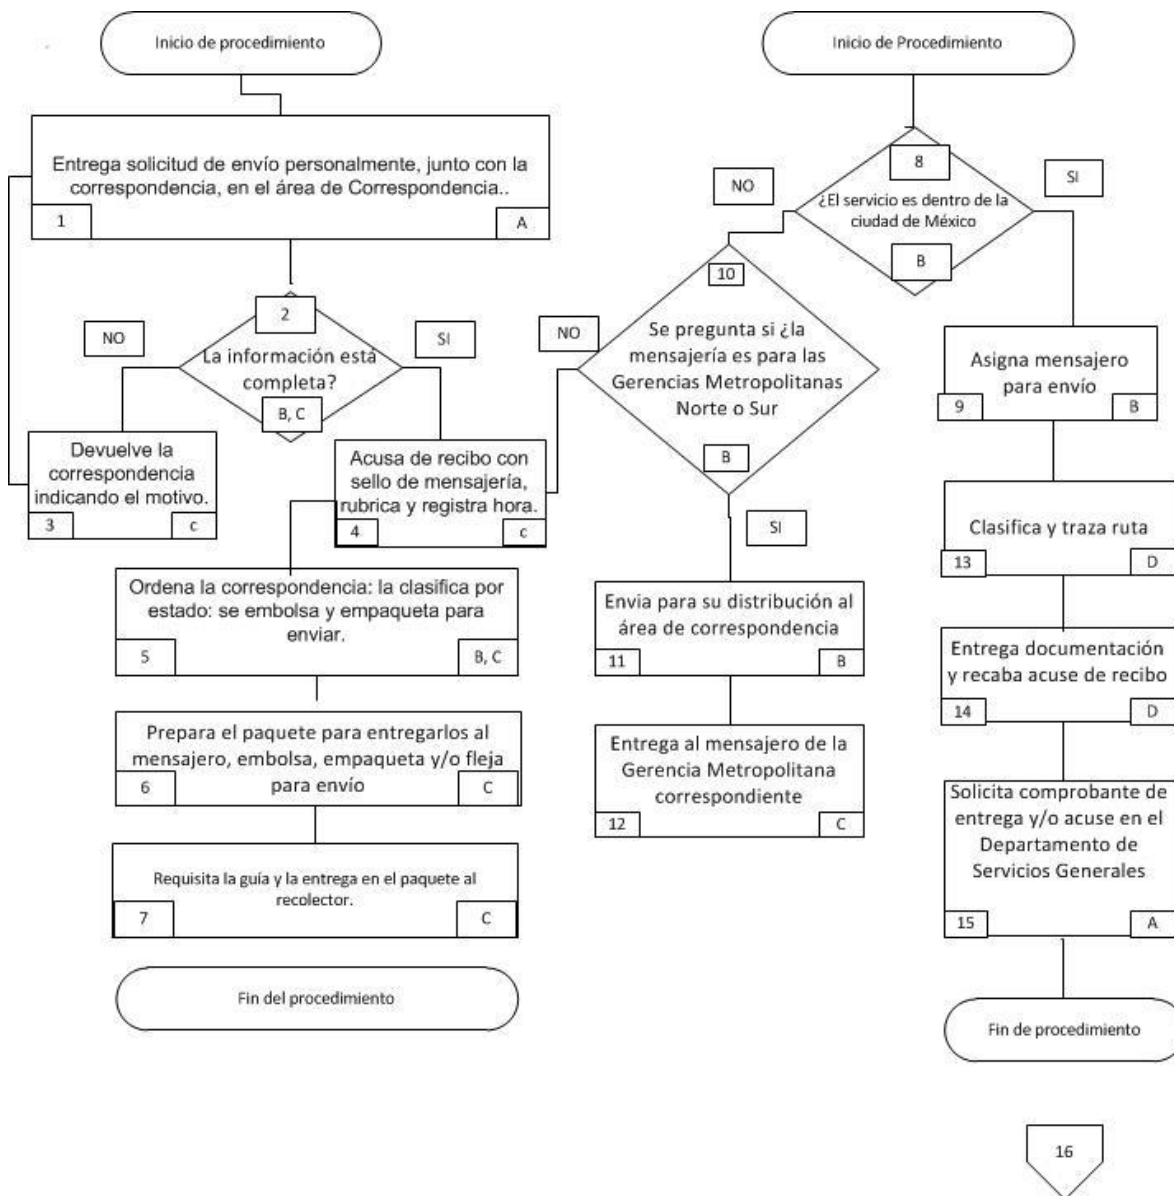 Inicio de procedimiento
Entrega solicitud de envío personalmente, junto con la
correspondencia, en el área de Correspondencia..
1
A
2
NO
SI
La información está
completa?
B, C
Devuelve la
correspondencia
indicando el motivo.
3
c
Acusa de recibo con
sello de mensajería,
rubrica y registra hora.
4
c
Ordena la correspondencia: la clasifica por
estado: se embolsa y empaqueta para
enviar.
5
B, C
Prepara el paquete para entregarlos al
mensajero, embolsa, empaqueta y/o fleja
para envío
6
C
Requisita la guía y la entrega en el paquete al
recolector.
7
C
Fin del procedimiento
Inicio de Procedimiento
8
NO
SI
¿El servicio es dentro de la
ciudad de México
B
10
NO
Se pregunta si ¿la
mensajería es para las
Gerencias Metropolitanas
Norte o Sur
B
SI
Envia para su distribución al
área de correspondencia
11
B
Entrega al mensajero de la
Gerencia Metropolitana
correspondiente
12
C
Asigna mensajero
para envío
9
B
Clasifica y traza ruta
13
D
Entrega documentación
y recaba acuse de recibo
14
D
Solicita comprobante de
entrega y/o acuse en el
Departamento de
Servicios Generales
15
A
Fin de procedimiento
16